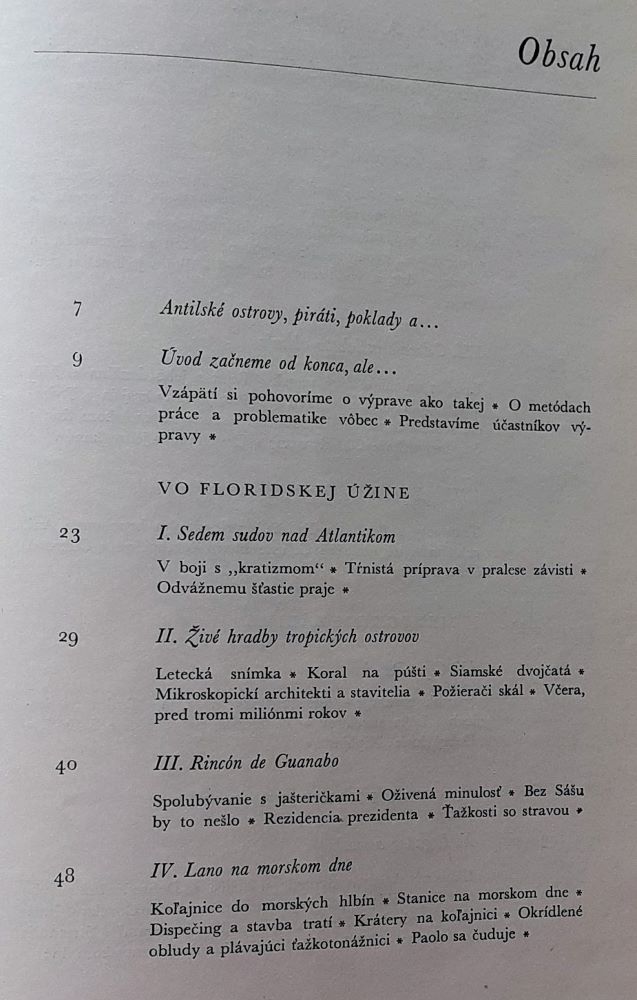 Obsah
7 Antilské ostrovy, piráti, poklady a...
9 Úvod začneme od konca, ale...
Vzápätí si pohovoríme o výprave ako takej * O metódach
práce a problematike vôbec * Predstavíme účastníkov vý-
pravy *
VO FLORIDSKEJ ÚŽINE
23 I. Sedem sudov nad Atlantikom
V boji s „kratizmom“ * Tŕnistá príprava v pralese závisti *
Odvážnemu šťastie praje *
29 II. Živé hradby tropických ostrovov
Letecká snímka * Koral na púšti * Siamské dvojčatá *
Mikroskopickí architekti a stavitelia * Požierači skál * Včera,
pred tromi miliónmi rokov *
40 III. Rincón de Guanabo
Spolubývanie s jašteričkami * Oživená minulosť * Bez Sášu
by to nešlo * Rezidencia prezidenta * Ťažkosti so stravou *
48 IV. Lano na morskom dne
Koľajnice do morských hlbín * Stanice na morskom dne *
Dispečing a stavba tratí * Krátery na koľajnici * Okrídlené
obludy a plávajúci ťažkotonážnici * Paolo sa čuduje *